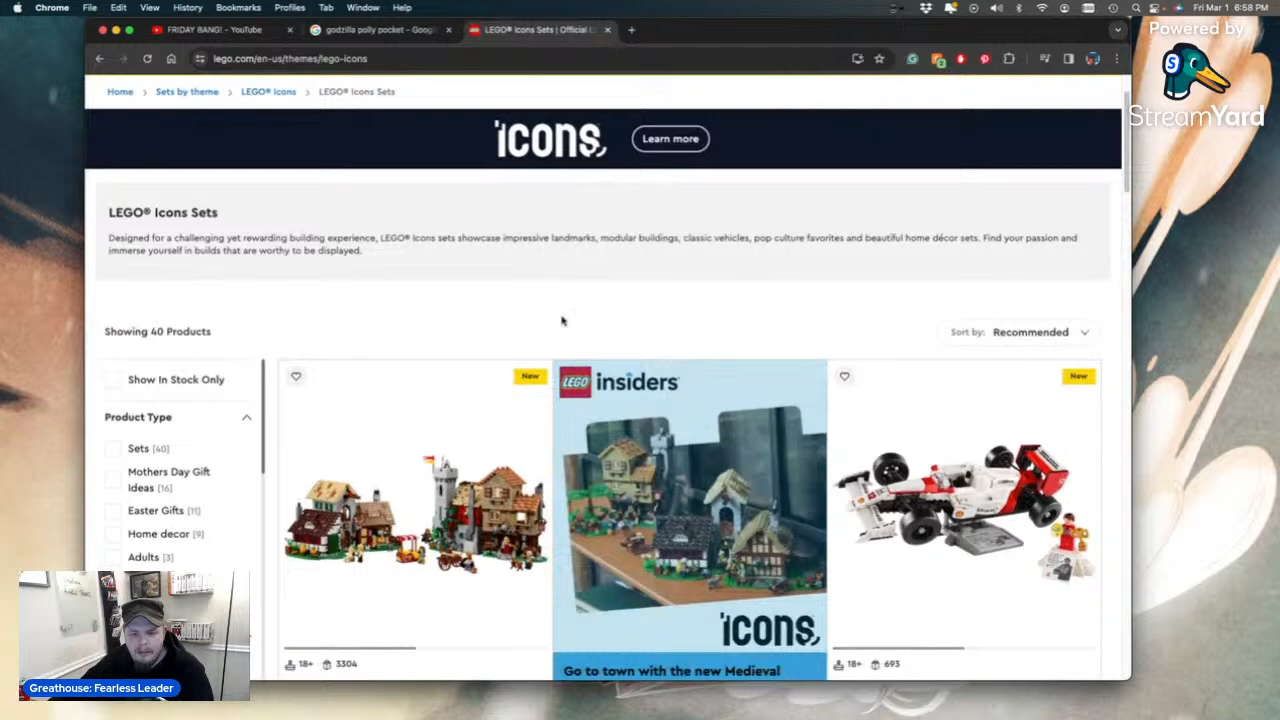 Chrome File Edit View History Bookmarks Profiles Tab Window Help
Fri Mar 1 6:58 PM
Powered by
StreamYard
FRIDAY BANG! - YouTube
godzilla polly pocket - Goog
LEGO® Icons Sets | Official
lego.com/en-us/themes/lego-icons
Home > Sets by theme > LEGO® Icons > LEGO® Icons Sets
icons
Learn more
LEGO® Icons Sets
Designed for a challenging yet rewarding building experience, LEGO® Icons sets showcase impressive landmarks, modular buildings, classic vehicles, pop culture favorites and beautiful home décor sets. Find your passion and
immerse yourself in builds that are worthy to be displayed.
Showing 40 Products
Sort by: Recommended
Show In Stock Only
Product Type
Sets [40]
Mothers Day Gift
Ideas [16]
Easter Gifts [11]
Home decor [9]
Adults [3]
New
LEGO insiders
New
icons
18+ 3304
Go to town with the new Medieval
18+ 693
Greathouse: Fearless Leader